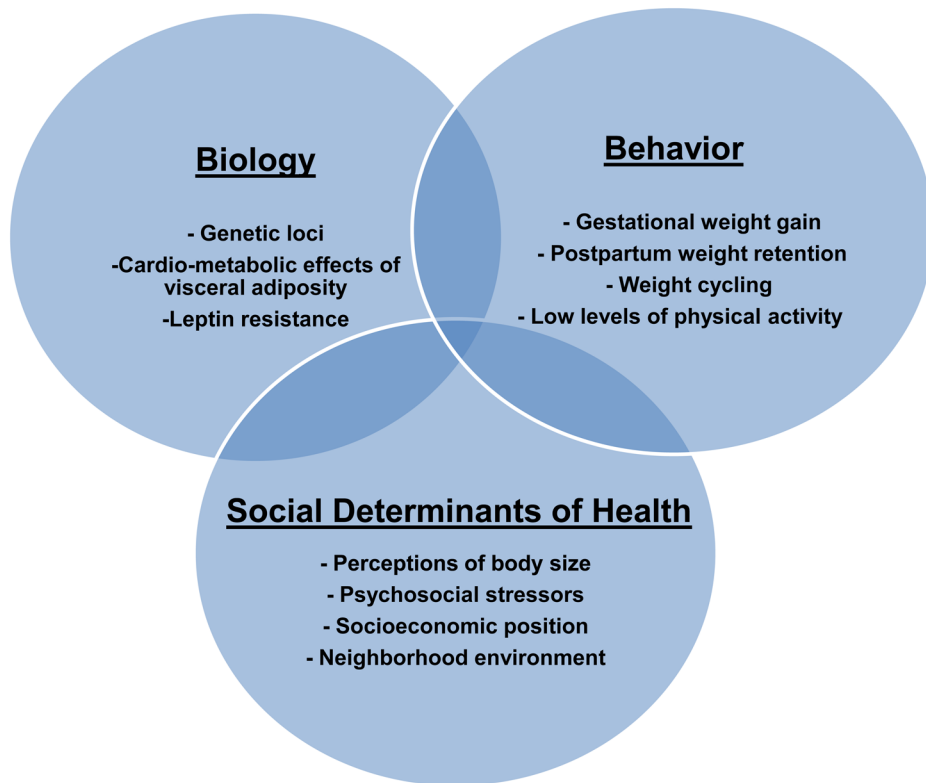 Biology
- Genetic loci
-Cardio-metabolic effects of
visceral adiposity
-Leptin resistance
Behavior
- Gestational weight gain
- Postpartum weight retention
- Weight cycling
- Low levels of physical activity
Social Determinants of Health
- Perceptions of body size
- Psychosocial stressors
- Socioeconomic position
- Neighborhood environment